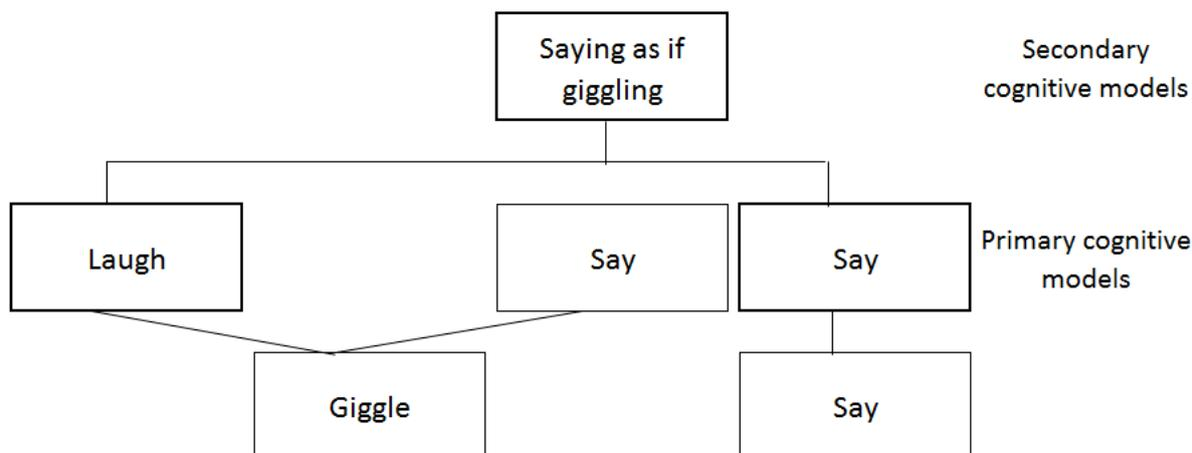 Saying as if
giggling
Secondary
cognitive models
Laugh
Say
Say
Primary cognitive
models
Giggle
Say